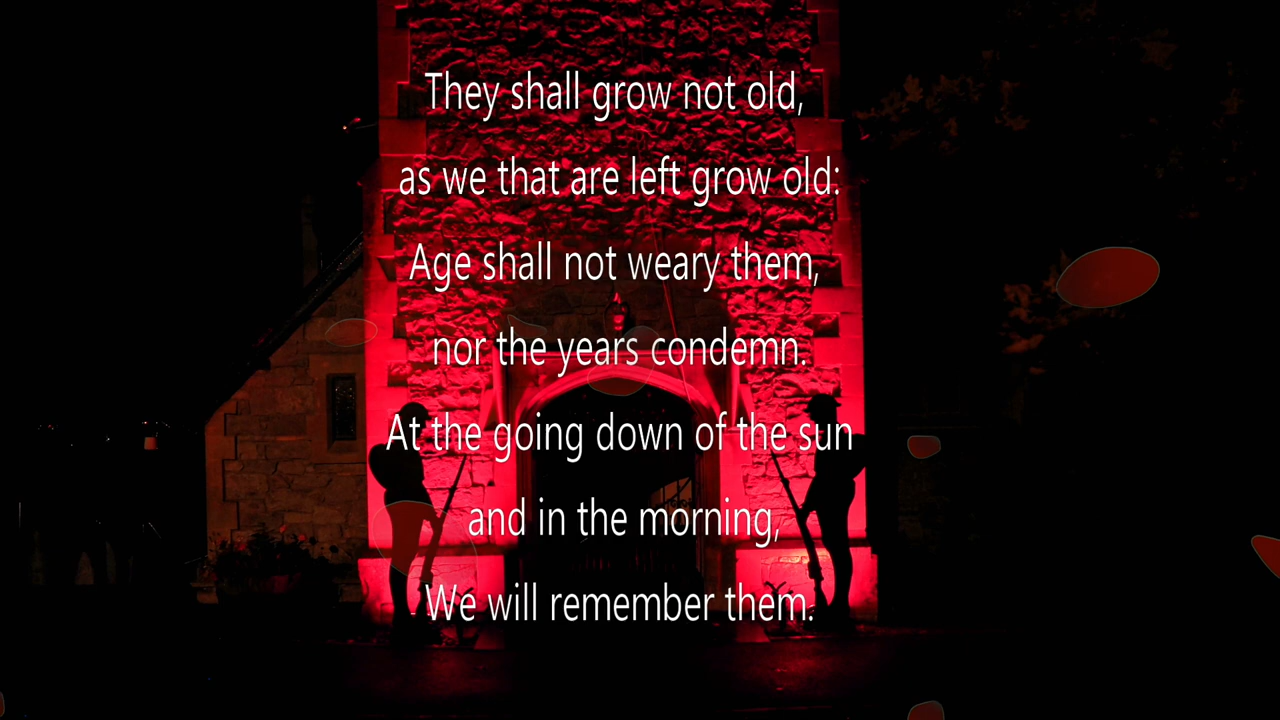 They shall grow not old,
as we that are left grow old:
Age shall not weary them,
nor the years condemn.
At the going down of the sun
and in the morning,
We will remember them.